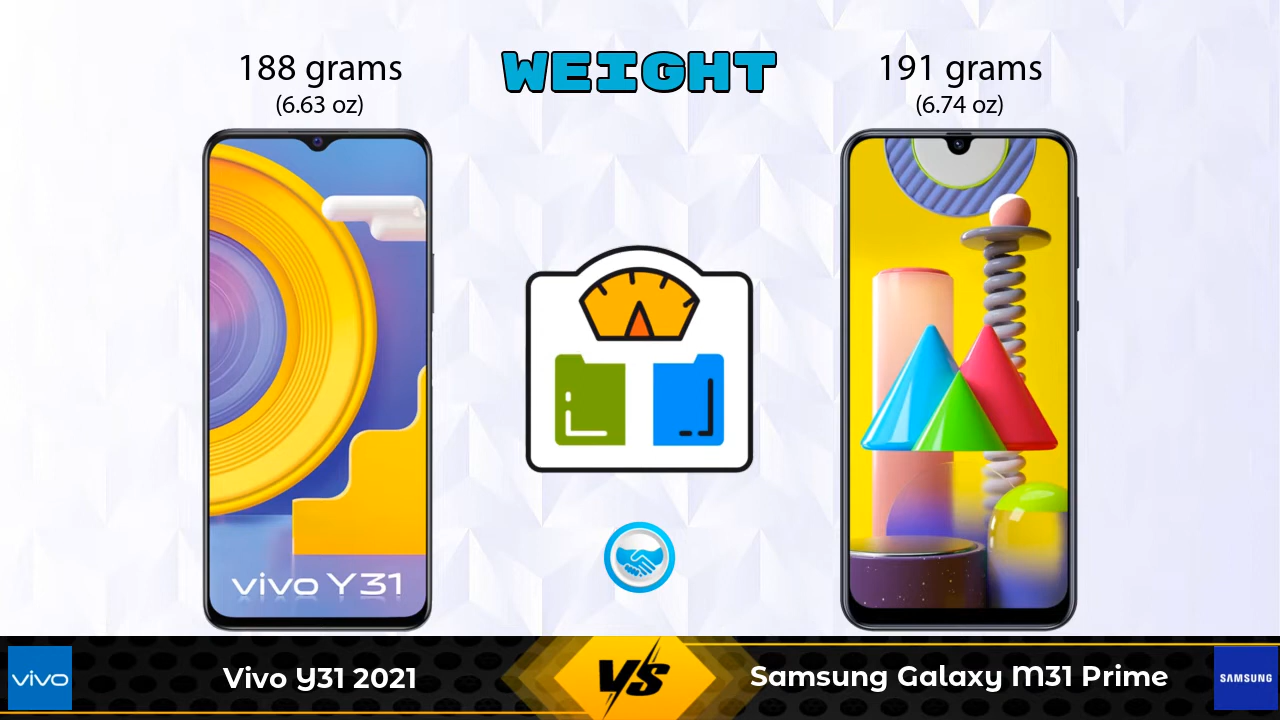 188 grams
(6.63 oz)
WEIGHT
191 grams
(6.74 oz)
vivo Y31
vivo
Vivo Y31 2021
VS
Samsung Galaxy M31 Prime
SAMSUNG